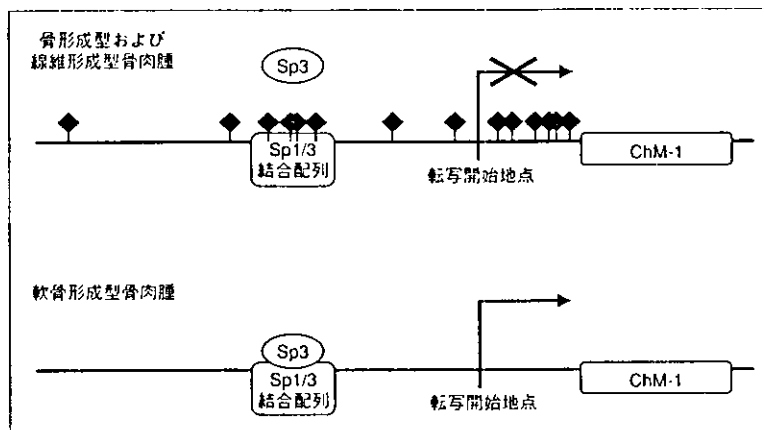 骨形成型および
線維形成型骨肉腫
Sp3
Sp1/3
結合配列
転写開始地点
ChM-1
軟骨形成型骨肉腫
Sp3
Sp1/3
結合配列
転写開始地点
ChM-1